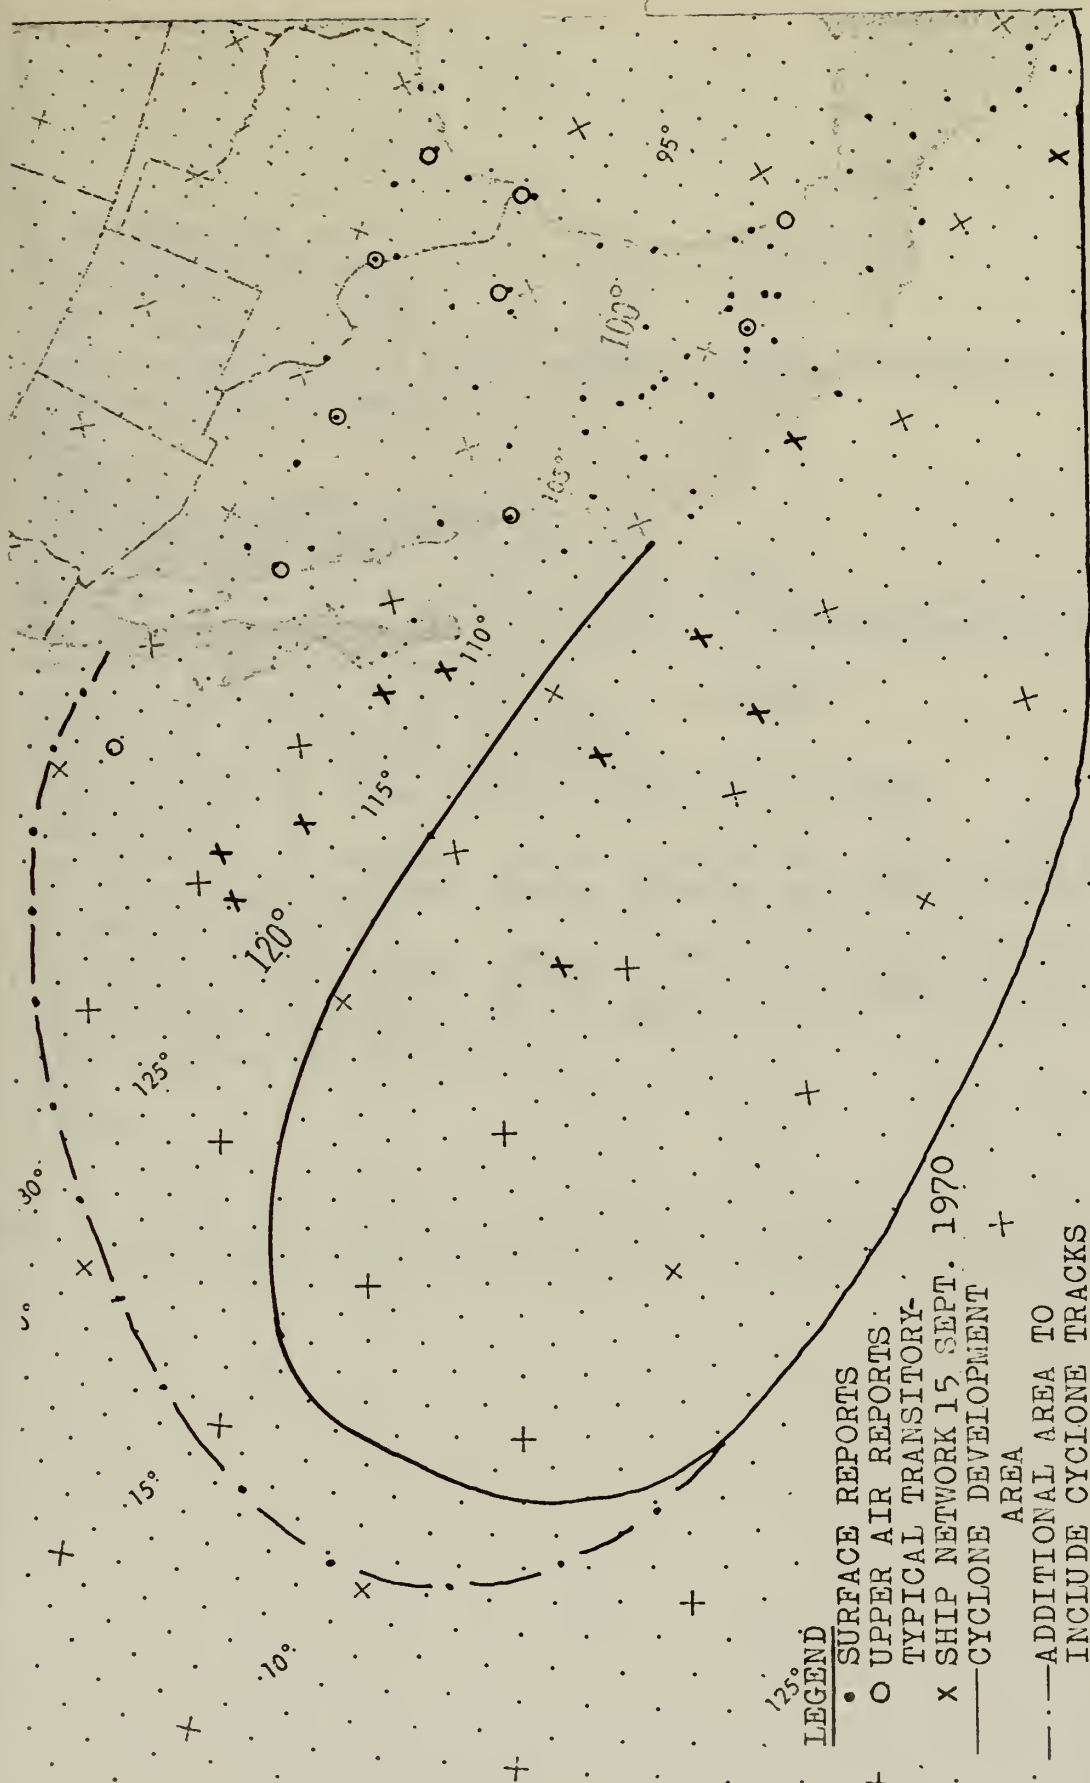 95°
100°
105°
110°
115°
120°
125°
30°
15°
10°
125°
LEGEND
• SURFACE REPORTS
O UPPER AIR REPORTS
TYPICAL TRANSITORY-
X SHIP NETWORK 15 SEPT. 1970
CYCLONE DEVELOPMENT
AREA
ADDITIONAL AREA TO
INCLUDE CYCLONE TRACKS